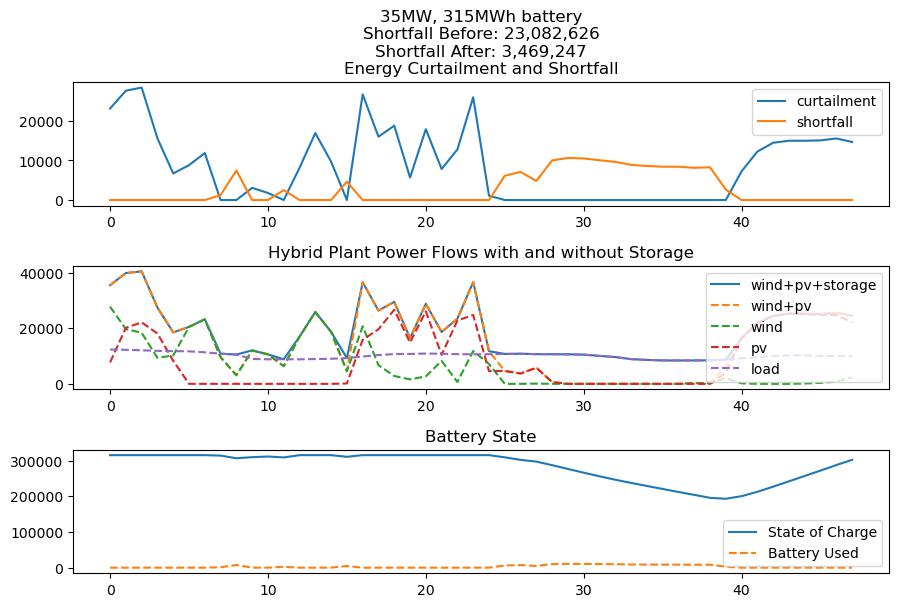 35MW, 315MWh battery
Shortfall Before: 23,082,626
Shortfall After: 3,469,247
Energy Curtailment and Shortfall
20000
10000
0
curtailment
shortfall
0 10 20 30 40
Hybrid Plant Power Flows with and without Storage
40000
20000
0
wind+pv+storage
wind+pv
wind
pv
load
0 10 20 30 40
Battery State
300000
200000
100000
0
State of Charge
Battery Used
0 10 20 30 40